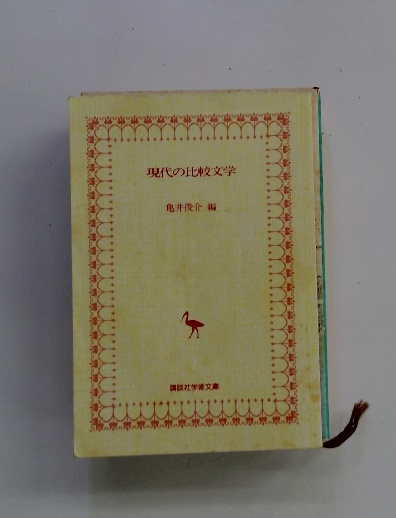 現代の比較文学
亀井俊介 編
講談社学術文庫